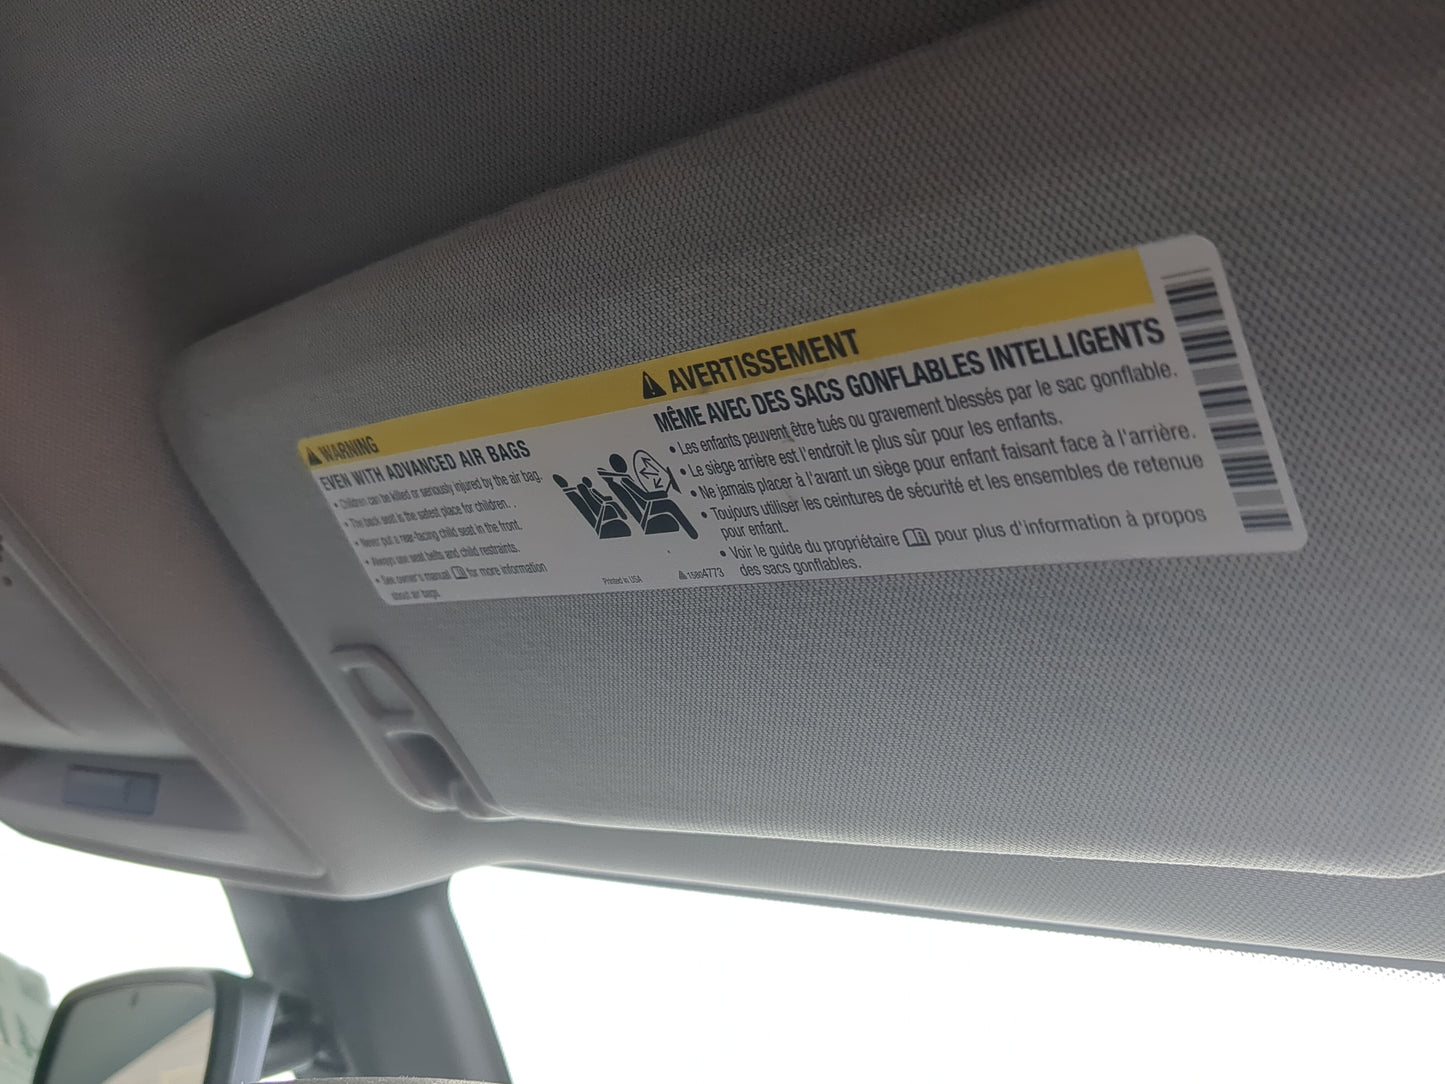 WARNING
EVEN WITH ADVANCED AIR BAGS
• Children can be killed or seriously injured by the air bag.
• The back seat is the safest place for children.
• Never put a rear-facing child seat in the front.
• Always use seat belts and child restraints.
• See owner's manual for more information
about air bags.
Printed in USA
15804773
AVERTISSEMENT
MÊME AVEC DES SACS GONFLABLES INTELLIGENTS
• Les enfants peuvent être tués ou gravement blessés par le sac gonflable.
• Le siège arrière est l'endroit le plus sûr pour les enfants.
• Ne jamais placer à l'avant un siège pour enfant faisant face à l'arrière.
• Toujours utiliser les ceintures de sécurité et les ensembles de retenue
pour enfant.
• Voir le guide du propriétaire pour plus d'information à propos
des sacs gonflables.